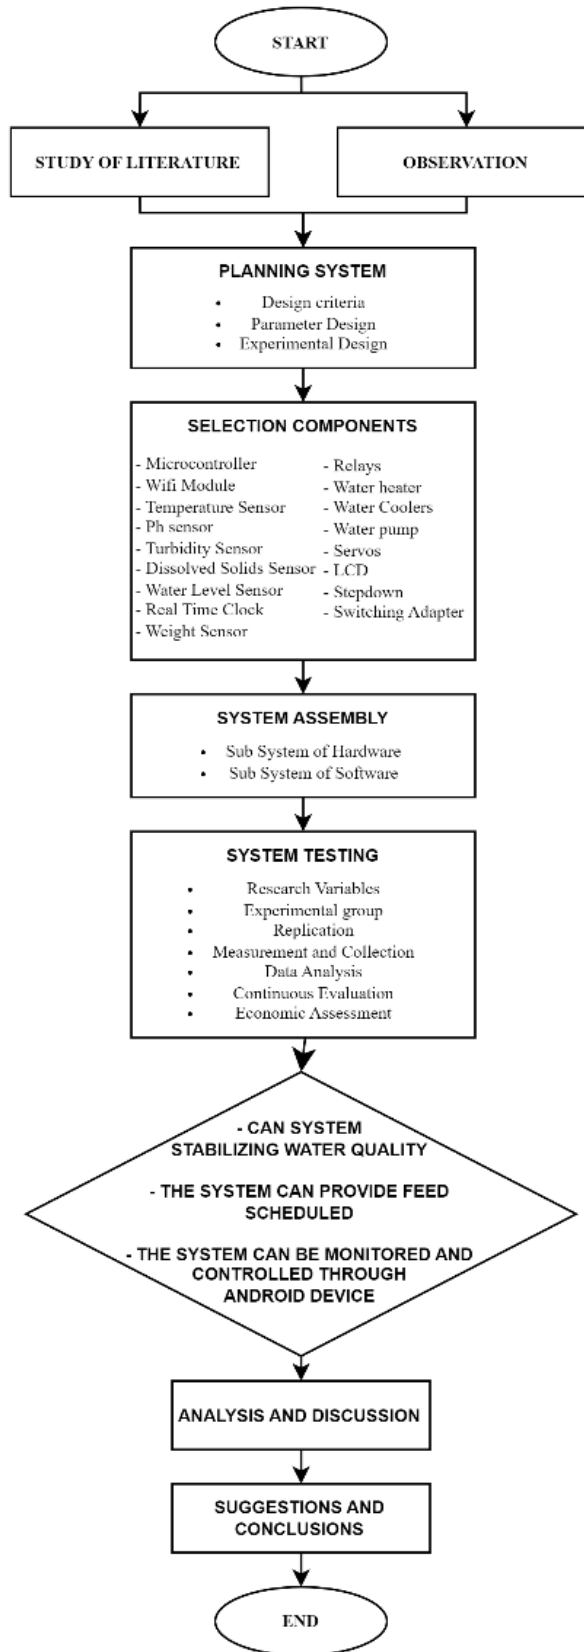 START
STUDY OF LITERATURE
OBSERVATION
PLANNING SYSTEM
• Design criteria
• Parameter Design
• Experimental Design
SELECTION COMPONENTS
- Microcontroller
- Wifi Module
- Temperature Sensor
- Ph sensor
- Turbidity Sensor
- Dissolved Solids Sensor
- Water Level Sensor
- Real Time Clock
- Weight Sensor
- Relays
- Water heater
- Water Coolers
- Water pump
- Servos
- LCD
- Stepdown
- Switching Adapter
SYSTEM ASSEMBLY
• Sub System of Hardware
• Sub System of Software
SYSTEM TESTING
• Research Variables
• Experimental group
• Replication
• Measurement and Collection
• Data Analysis
• Continuous Evaluation
• Economic Assessment
- CAN SYSTEM
STABILIZING WATER QUALITY
- THE SYSTEM CAN PROVIDE FEED
SCHEDULED
- THE SYSTEM CAN BE MONITORED AND
CONTROLLED THROUGH
ANDROID DEVICE
ANALYSIS AND DISCUSSION
SUGGESTIONS AND
CONCLUSIONS
END